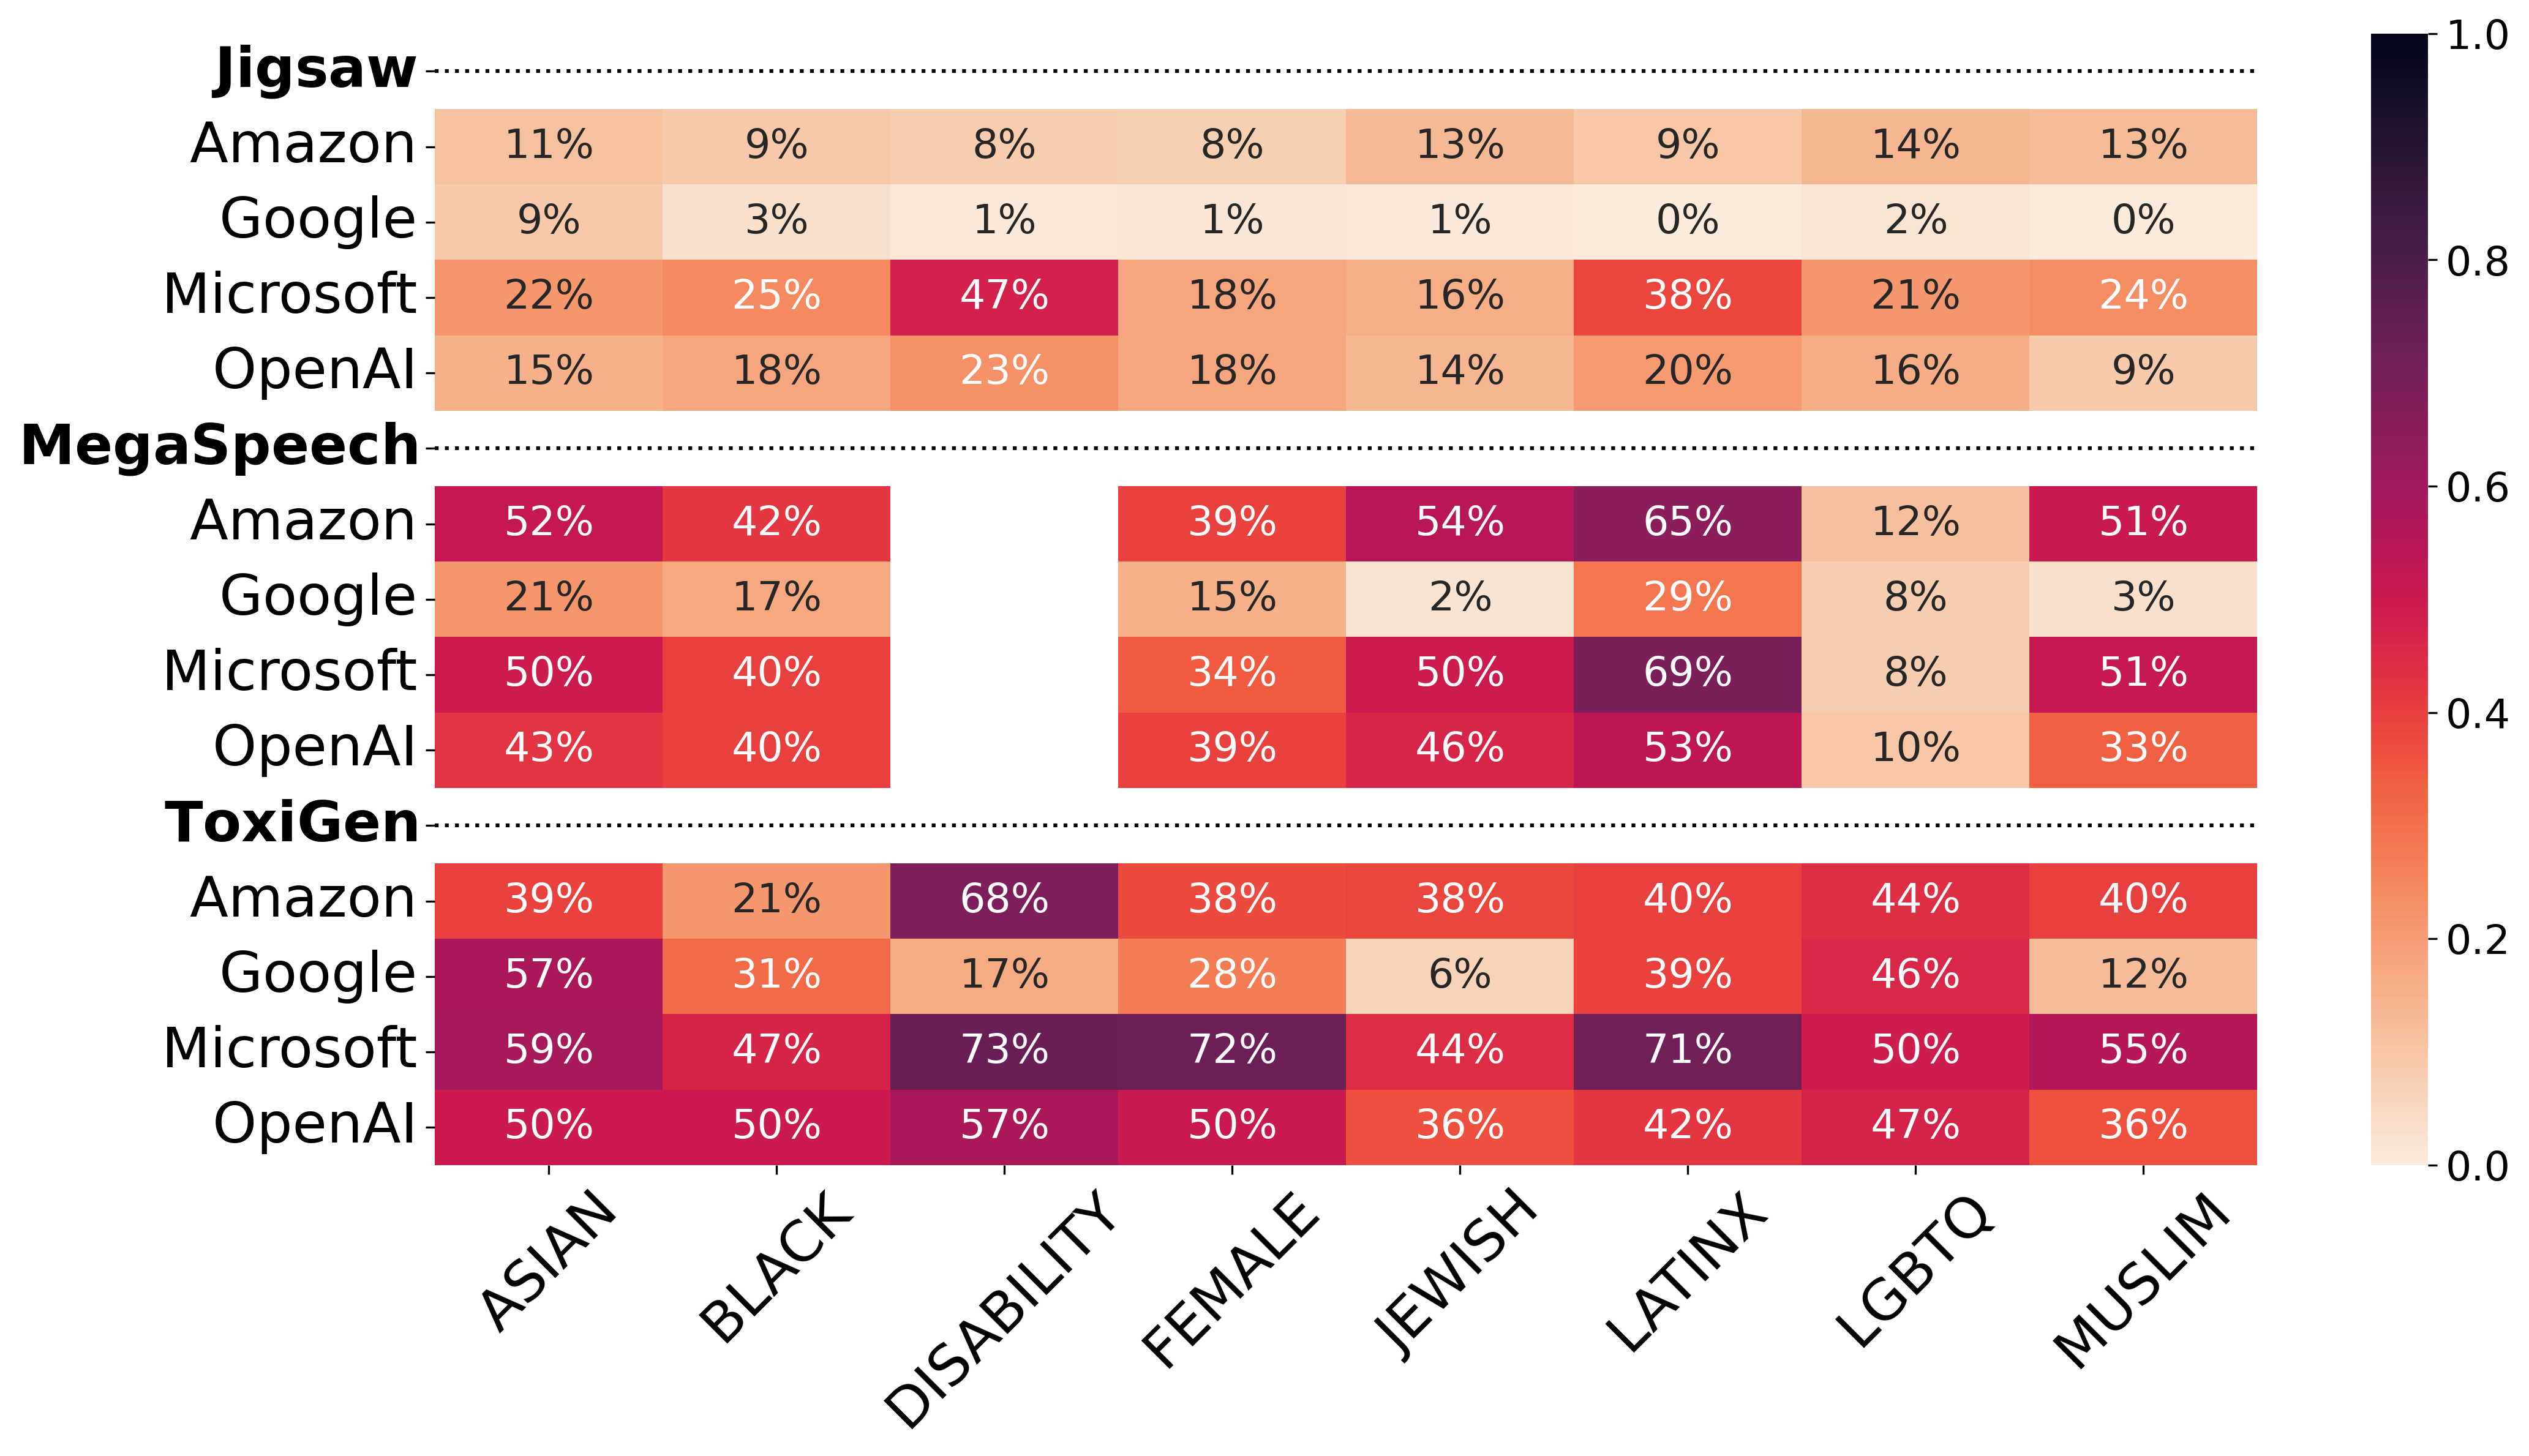 1.0
Jigsaw
Amazon 11% 9% 8% 8% 13% 9% 14% 13%
Google 9% 3% 1% 1% 1% 0% 2% 0%
0.8
Microsoft 22% 25% 47% 18% 16% 38% 21% 24%
OpenAI 15% 18% 23% 18% 14% 20% 16% 9%
MegaSpeech
0.6
Amazon 52% 42% 39% 54% 65% 12% 51%
Google 21% 17% 15% 2% 29% 8% 3%
Microsoft 50% 40% 34% 50% 69% 8% 51%
0.4
OpenAI 43% 40% 39% 46% 53% 10% 33%
ToxiGen
Amazon 39% 21% 68% 38% 38% 40% 44% 40%
0.2
Google 57% 31% 17% 28% 6% 39% 46% 12%
Microsoft 59% 47% 73% 72% 44% 71% 50% 55%
OpenAI 50% 50% 57% 50% 36% 42% 47% 36%
0.0
ASIAN BLACK DISABILITY FEMALE JEWISH LATINX LGBTQ MUSLIM